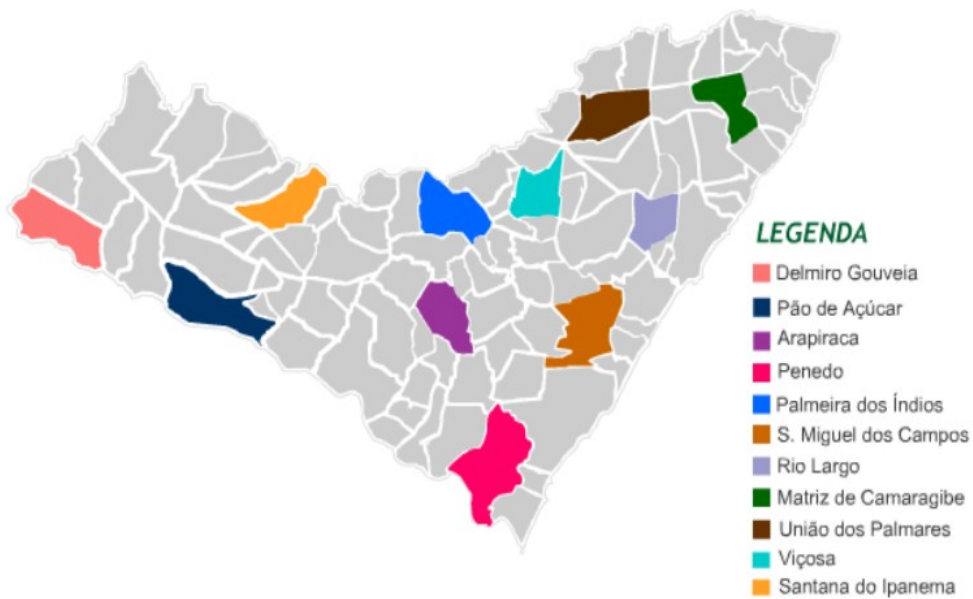 LEGENDA
Delmiro Gouveia
Pão de Açúcar
Arapiraca
Penedo
Palmeira dos Índios
S. Miguel dos Campos
Rio Largo
Matriz de Camaragibe
União dos Palmares
Viçosa
Santana do Ipanema